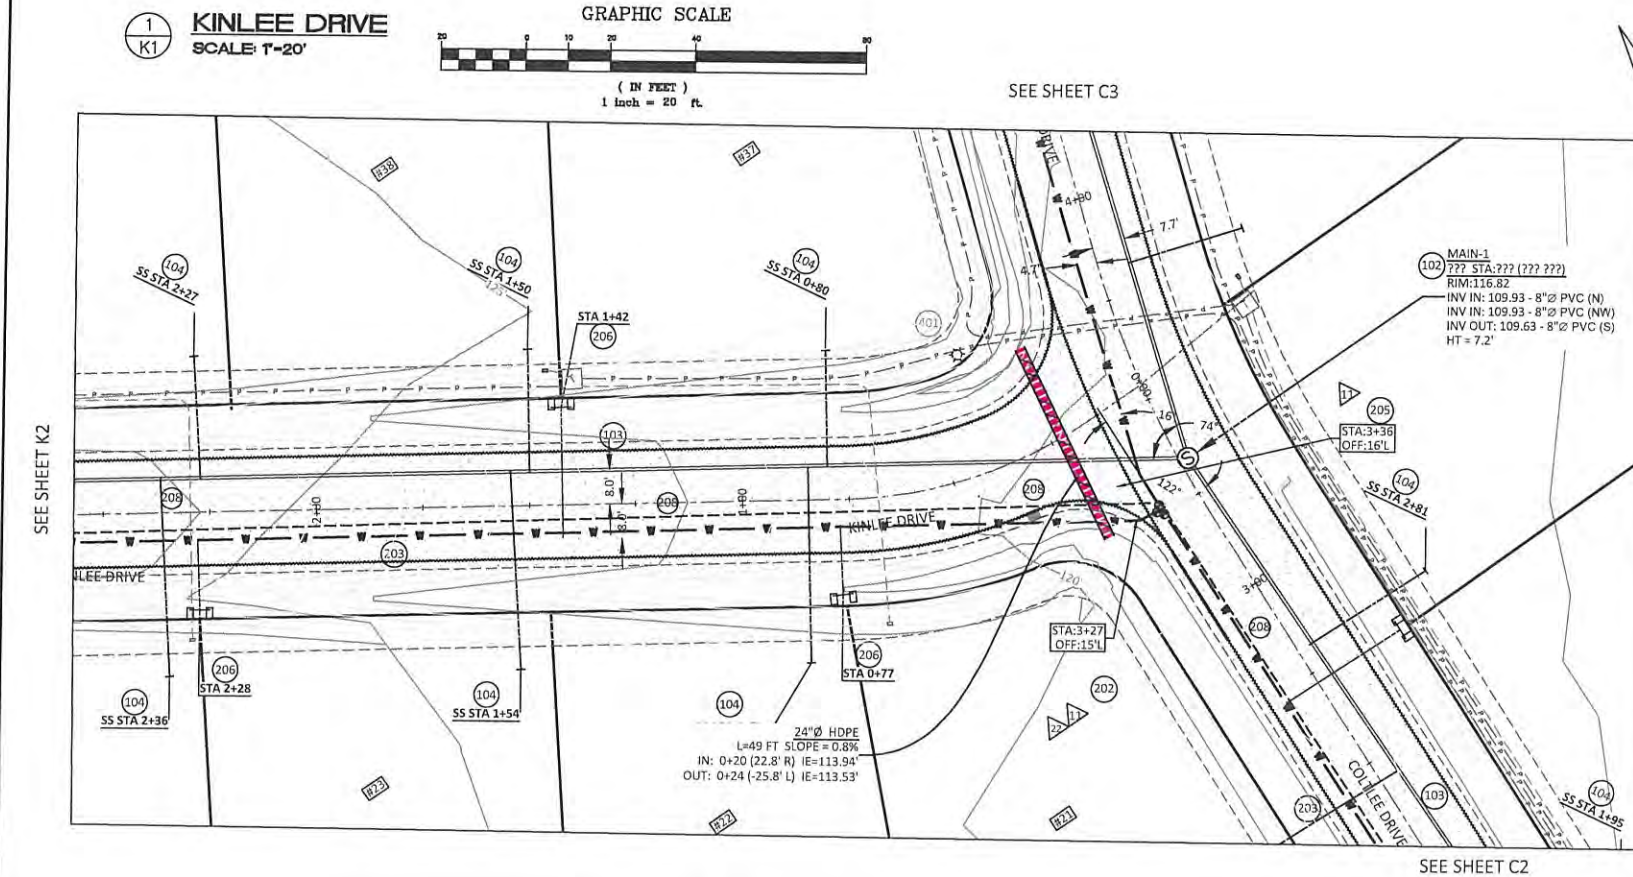 1
K1
KINLEE DRIVE
SCALE: 1"=20'
GRAPHIC SCALE
20 0 10 20 40 80
( IN FEET )
1 inch = 20 ft.
SEE SHEET C3
#38
#37
DRIVE
4+00
7.7'
4.7'
104
SS STA 2+27
104
SS STA 1+50
125
104
SS STA 0+80
STA 1+42
206
401
102
MAIN-1
??? STA:??? (??? ???)
RIM:116.82
INV IN: 109.93 - 8"Ø PVC (N)
INV IN: 109.93 - 8"Ø PVC (NW)
INV OUT: 109.63 - 8"Ø PVC (S)
HT = 7.2'
11
205
STA:3+36
OFF:16'L
0+00
16'
74°
S
122°
104
SS STA 2+81
SEE SHEET K2
103
208
2+00
8.0'
8.0'
208
1+00
208
KINLEE DRIVE
203
NLEE DRIVE
120
3+00
208
STA:3+27
OFF:15'L
206
STA 2+28
206
STA 0+77
104
SS STA 2+36
104
SS STA 1+54
104
202
22
11
24"Ø HDPE
L=49 FT SLOPE = 0.8%
IN: 0+20 (22.8' R) IE=113.94'
OUT: 0+24 (-25.8' L) IE=113.53'
#23
#22
#21
203
COLTLEE DRIVE
103
104
SS STA 1+95
SEE SHEET C2